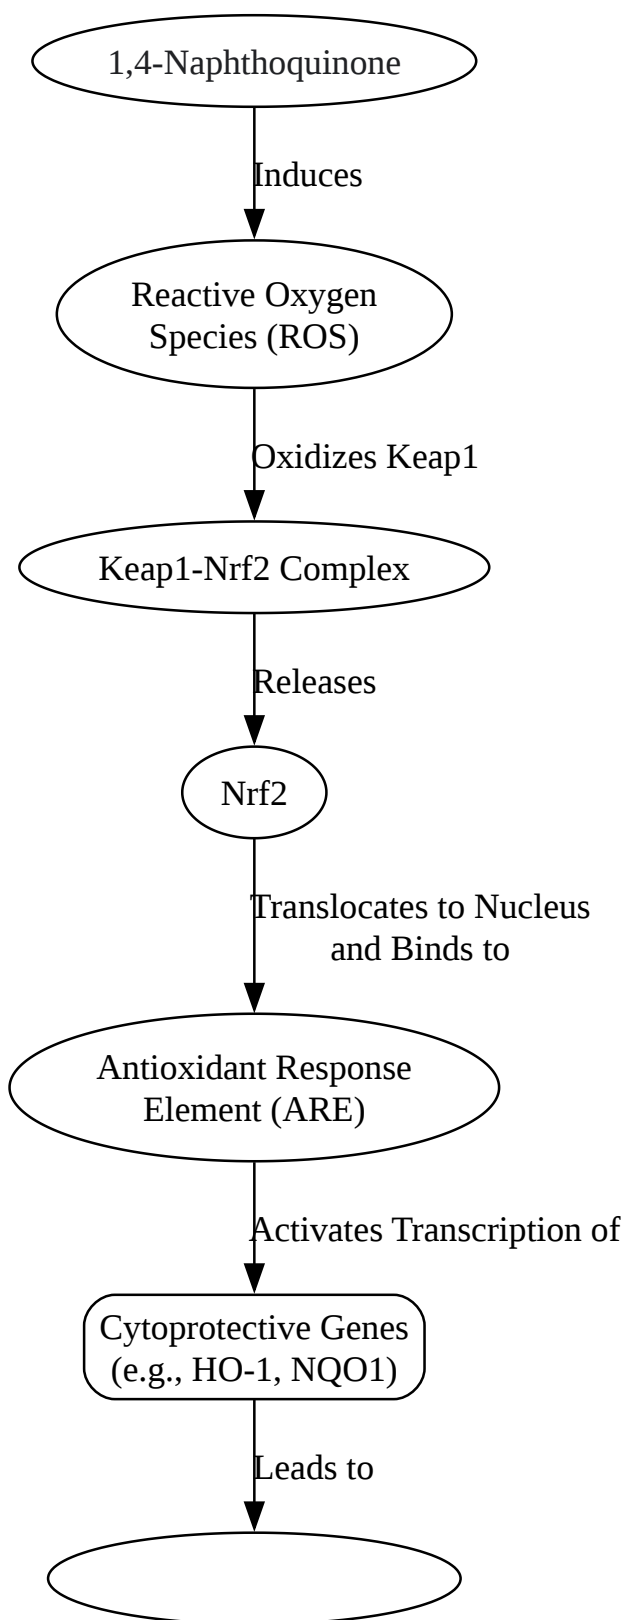 1,4-Naphthoquinone
Induces
Reactive Oxygen
Species (ROS)
Oxidizes Keap1
Keap1-Nrf2 Complex
Releases
Nrf2
Translocates to Nucleus
and Binds to
Antioxidant Response
Element (ARE)
Activates Transcription of
Cytoprotective Genes
(e.g., HO-1, NQO1)
Leads to